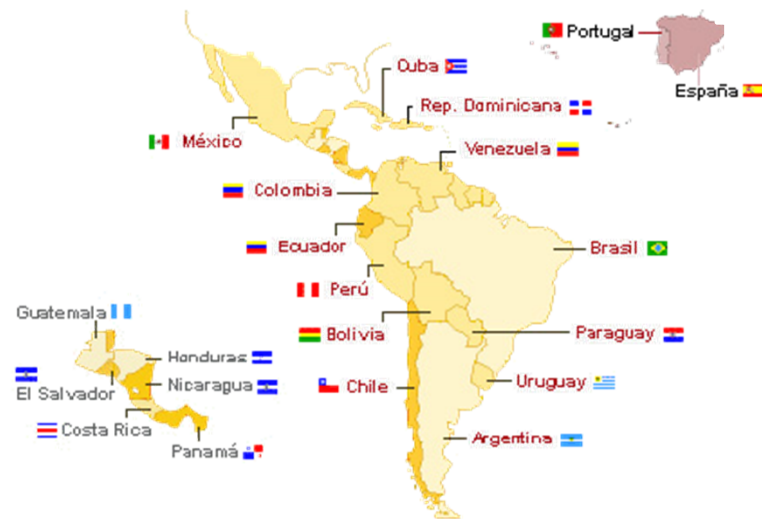 Portugal
España
Cuba
Rep. Dominicana
México
Venezuela
Colombia
Ecuador
Brasil
Perú
Guatemala
Bolivia
Paraguay
Honduras
El Salvador
Nicaragua
Chile
Uruguay
Costa Rica
Panamá
Argentina